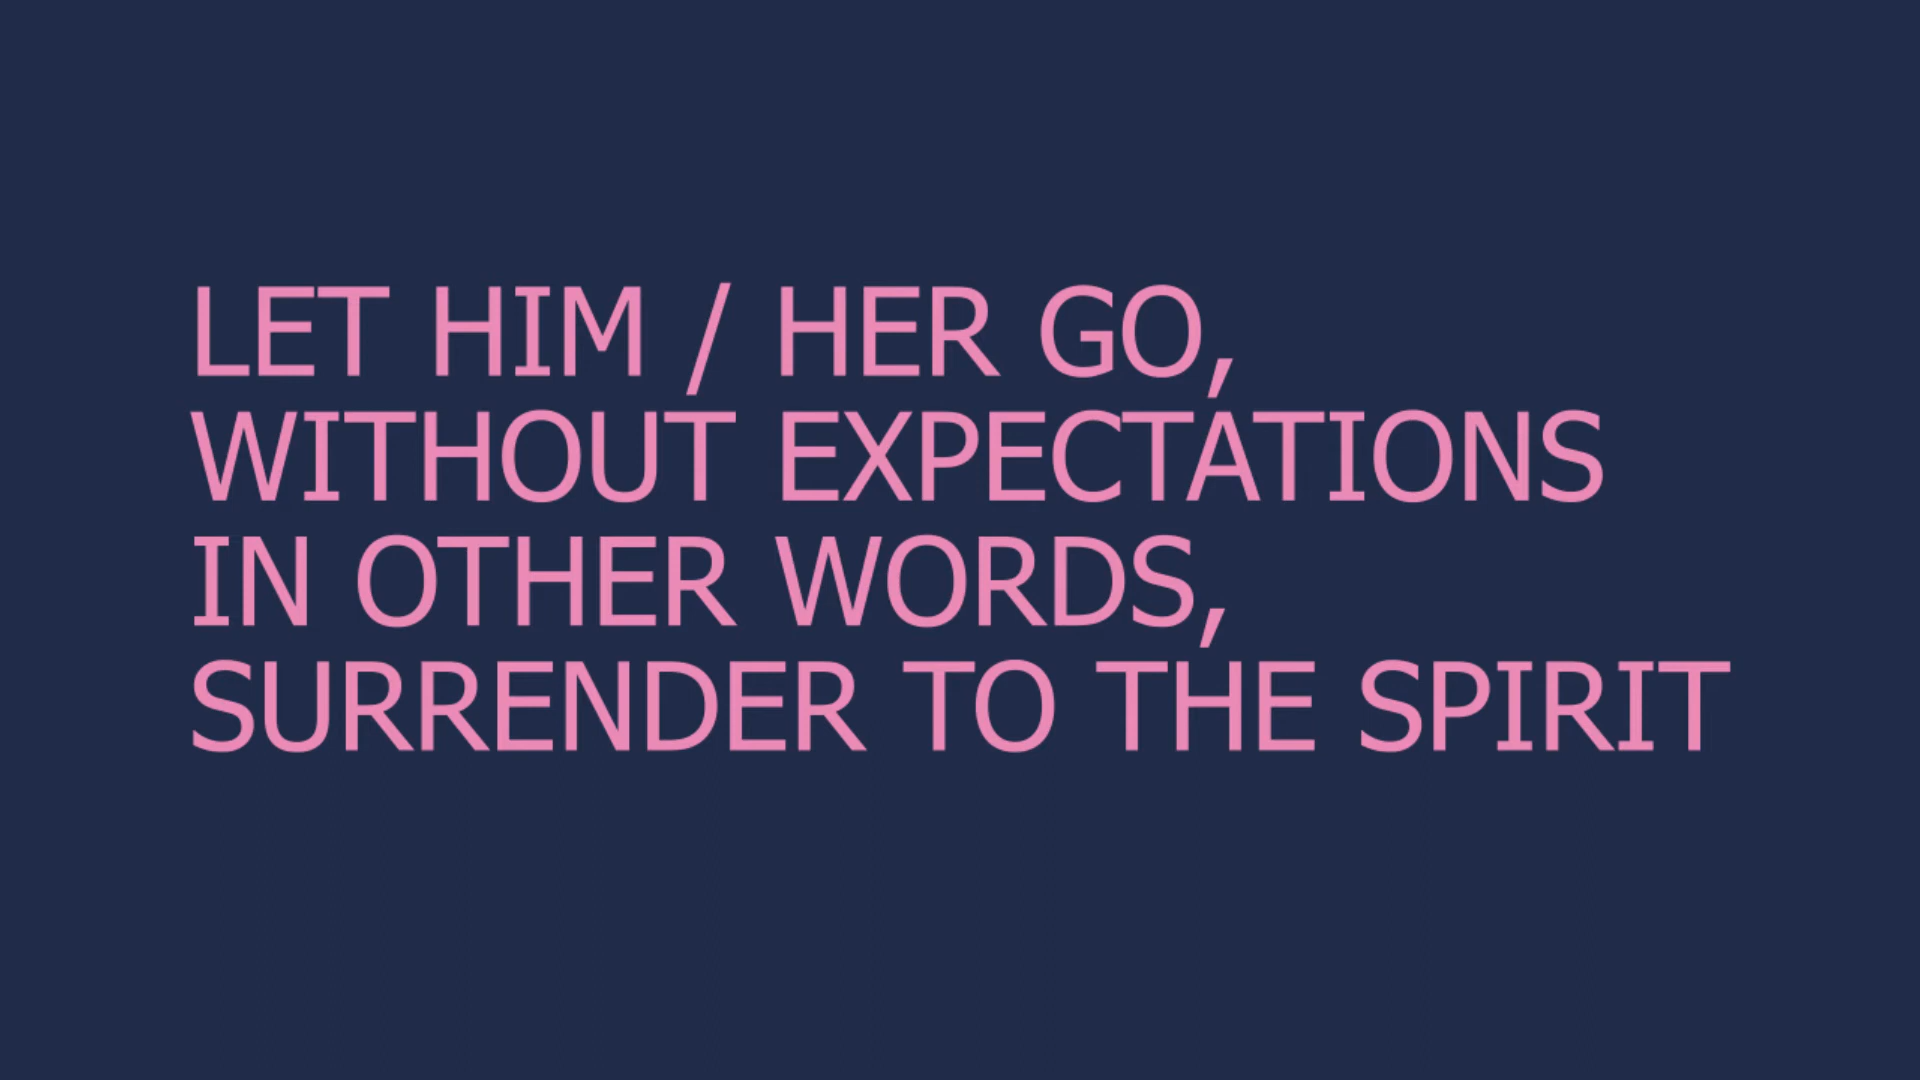 LET HIM / HER GO,
WITHOUT EXPECTATIONS
IN OTHER WORDS,
SURRENDER TO THE SPIRIT